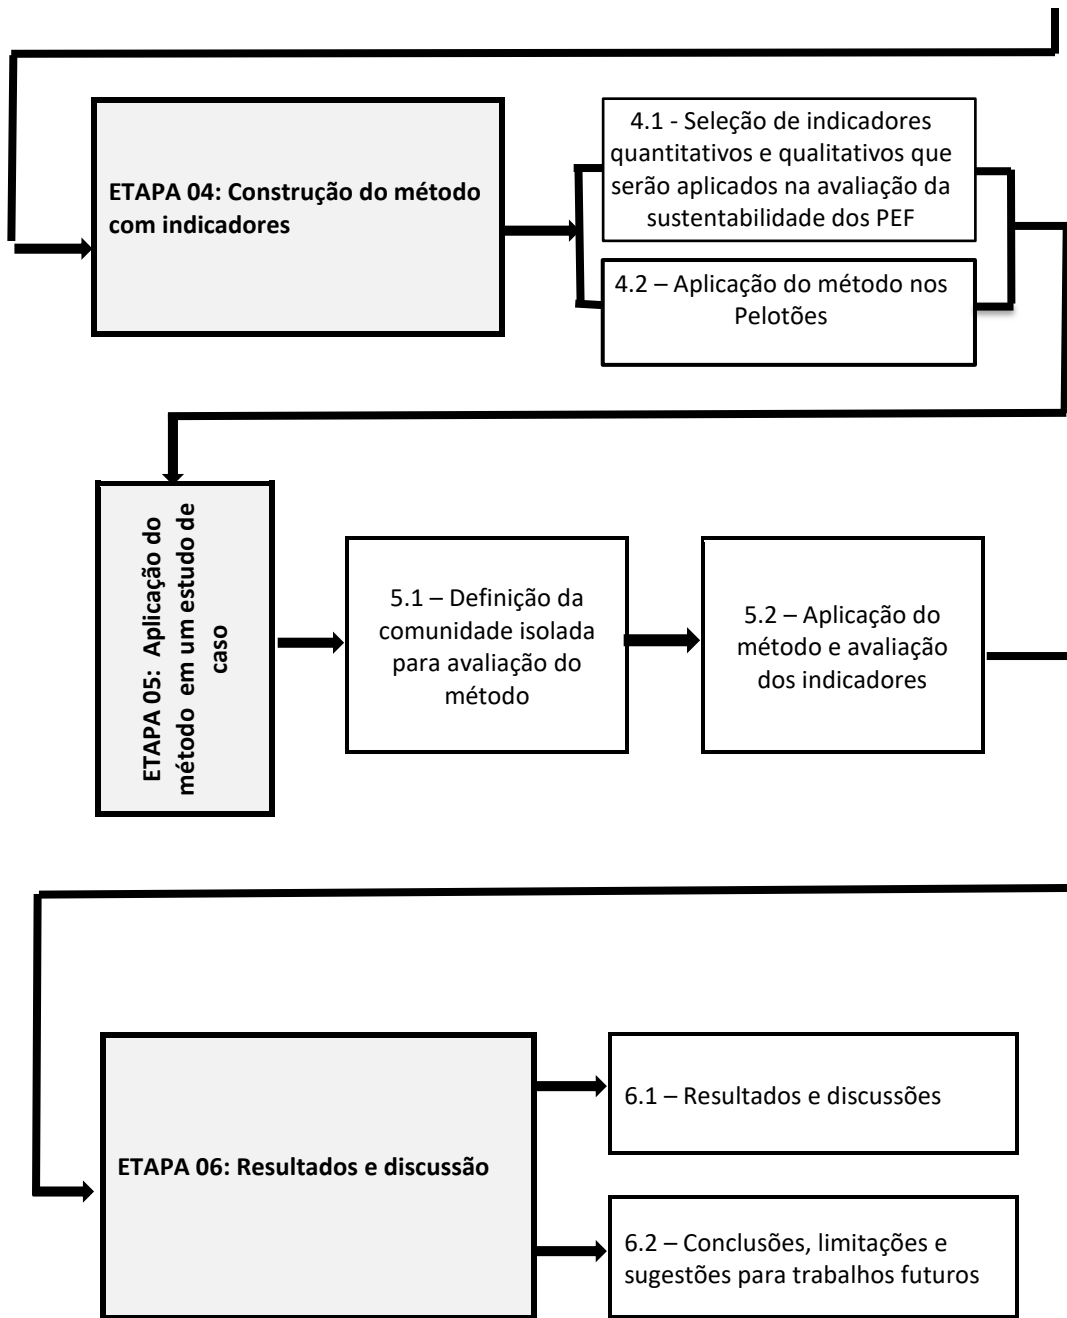 ETAPA 04: Construção do método
com indicadores
4.1 - Seleção de indicadores
quantitativos e qualitativos que
serão aplicados na avaliação da
sustentabilidade dos PEF
4.2 – Aplicação do método nos
Pelotões
ETAPA 05: Aplicação do
método em um estudo de
caso
5.1 – Definição da
comunidade isolada
para avaliação do
método
5.2 – Aplicação do
método e avaliação
dos indicadores
ETAPA 06: Resultados e discussão
6.1 – Resultados e discussões
6.2 – Conclusões, limitações e
sugestões para trabalhos futuros